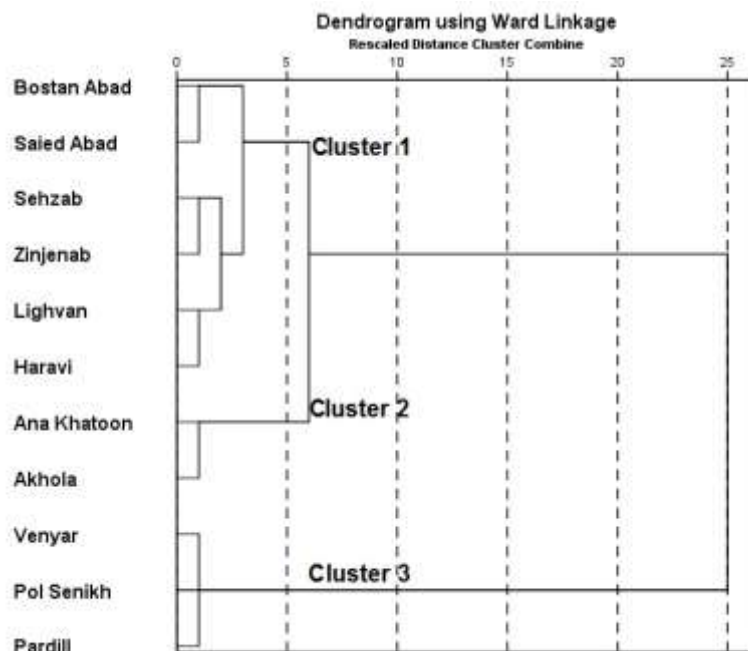 Dendrogram using Ward Linkage
Rescaled Distance Cluster Combine
0 5 10 15 20 25
Bostan Abad
Saied Abad
Cluster 1
Sehzab
Zinjenab
Lighvan
Haravi
Cluster 2
Ana Khatoon
Akhola
Venyar
Cluster 3
Pol Senikh
Pardill